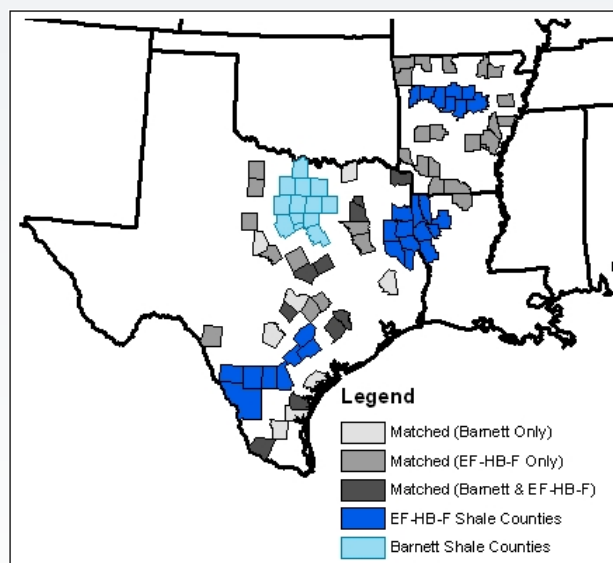 Legend
Matched (Barnett Only)
Matched (EF-HB-F Only)
Matched (Barnett & EF-HB-F)
EF-HB-F Shale Counties
Barnett Shale Counties